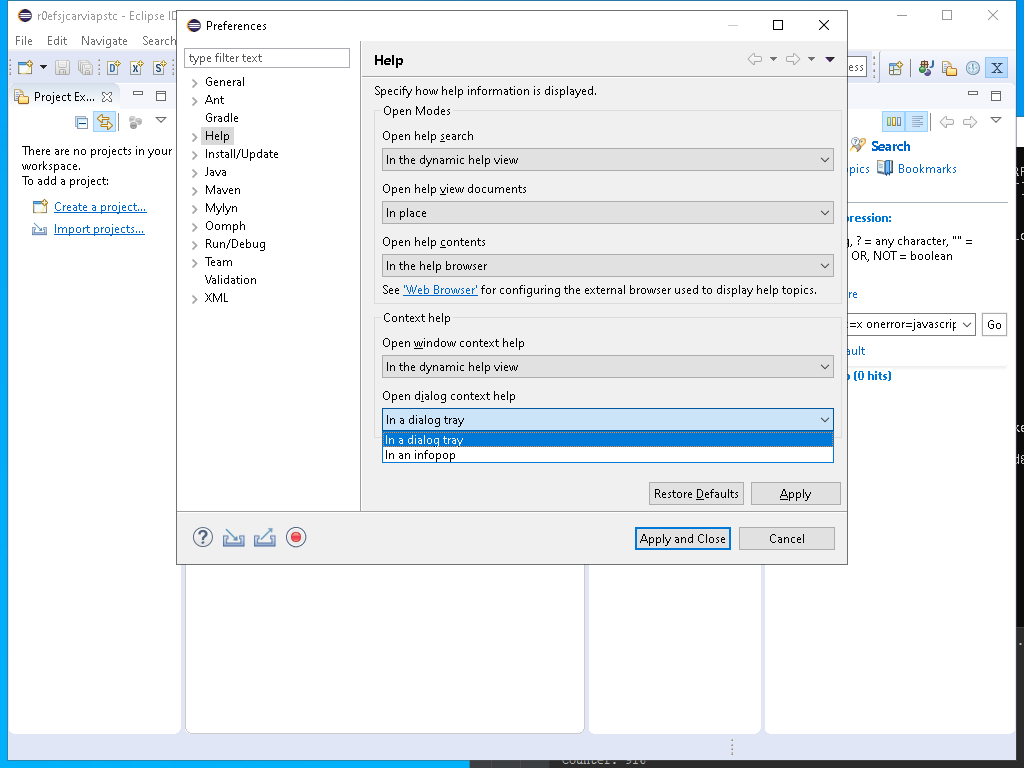 r0efsjcarviapstc - Eclipse ID
File Edit Navigate Search
Project Ex...
There are no projects in your
workspace.
To add a project:
Create a project...
Import projects...
Preferences
type filter text
General
Ant
Gradle
Help
Install/Update
Java
Maven
Mylyn
Oomph
Run/Debug
Team
Validation
XML
Help
Specify how help information is displayed.
Open Modes
Open help search
In the dynamic help view
Open help view documents
In place
Open help contents
In the help browser
See 'Web Browser' for configuring the external browser used to display help topics.
Context help
Open window context help
In the dynamic help view
Open dialog context help
In a dialog tray
In a dialog tray
In an infopop
Restore Defaults
Apply
Apply and Close
Cancel
ess
Search
pics
Bookmarks
ression:
, ? = any character, "" =
OR, NOT = boolean
re
=x onerror=javascrip
Go
ault
(0 hits)
Counter: 910